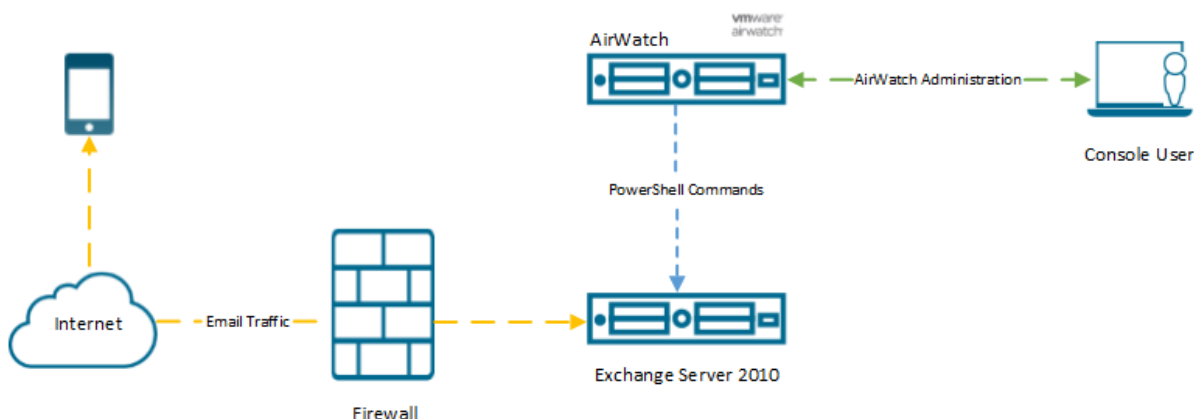 vmware
airwatch
AirWatch
AirWatch Administration
Console User
PowerShell Commands
Internet
Email Traffic
Exchange Server 2010
Firewall